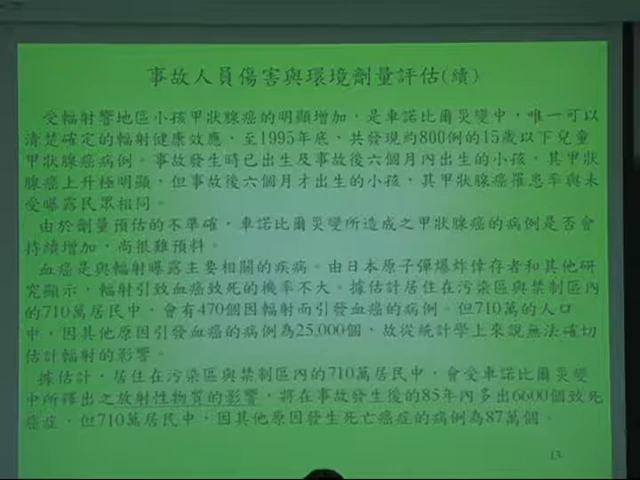 事故人員傷害與環境劑量評估(續)
受輻射響地區小孩甲狀腺癌的明顯增加，是車諾比爾災變中，唯一可以
清楚確定的輻射健康效應，至1995年底，共發現約800例的15歲以下兒童
甲狀腺癌病例。事故發生時已出生及事故後六個月內出生的小孩，其甲狀
腺癌上升極明顯，但事故後六個月才出生的小孩，其甲狀腺癌罹患率與未
受曝露民眾相同。
由於劑量預估的不準確，車諾比爾災變所造成之甲狀腺癌的病例是否會
持續增加，尚很難預料。
血癌是與輻射曝露主要相關的疾病。由日本原子彈爆炸倖存者和其他研
究顯示，輻射引致血癌致死的機率不大。據估計居住在污染區與禁制區內
的710萬居民中，會有470個因輻射而引發血癌的病例。但710萬的人口
中，因其他原因引發血癌的病例為25,000個，故從統計學上來說無法確切
估計輻射的影響。
據估計，居住在污染區與禁制區內的710萬居民中，會受車諾比爾災變
中所釋出之放射性物質的影響，將在事故發生後的85年內多出6600個致死
癌症，但710萬居民中，因其他原因發生死亡癌症的病例為87萬個。
13